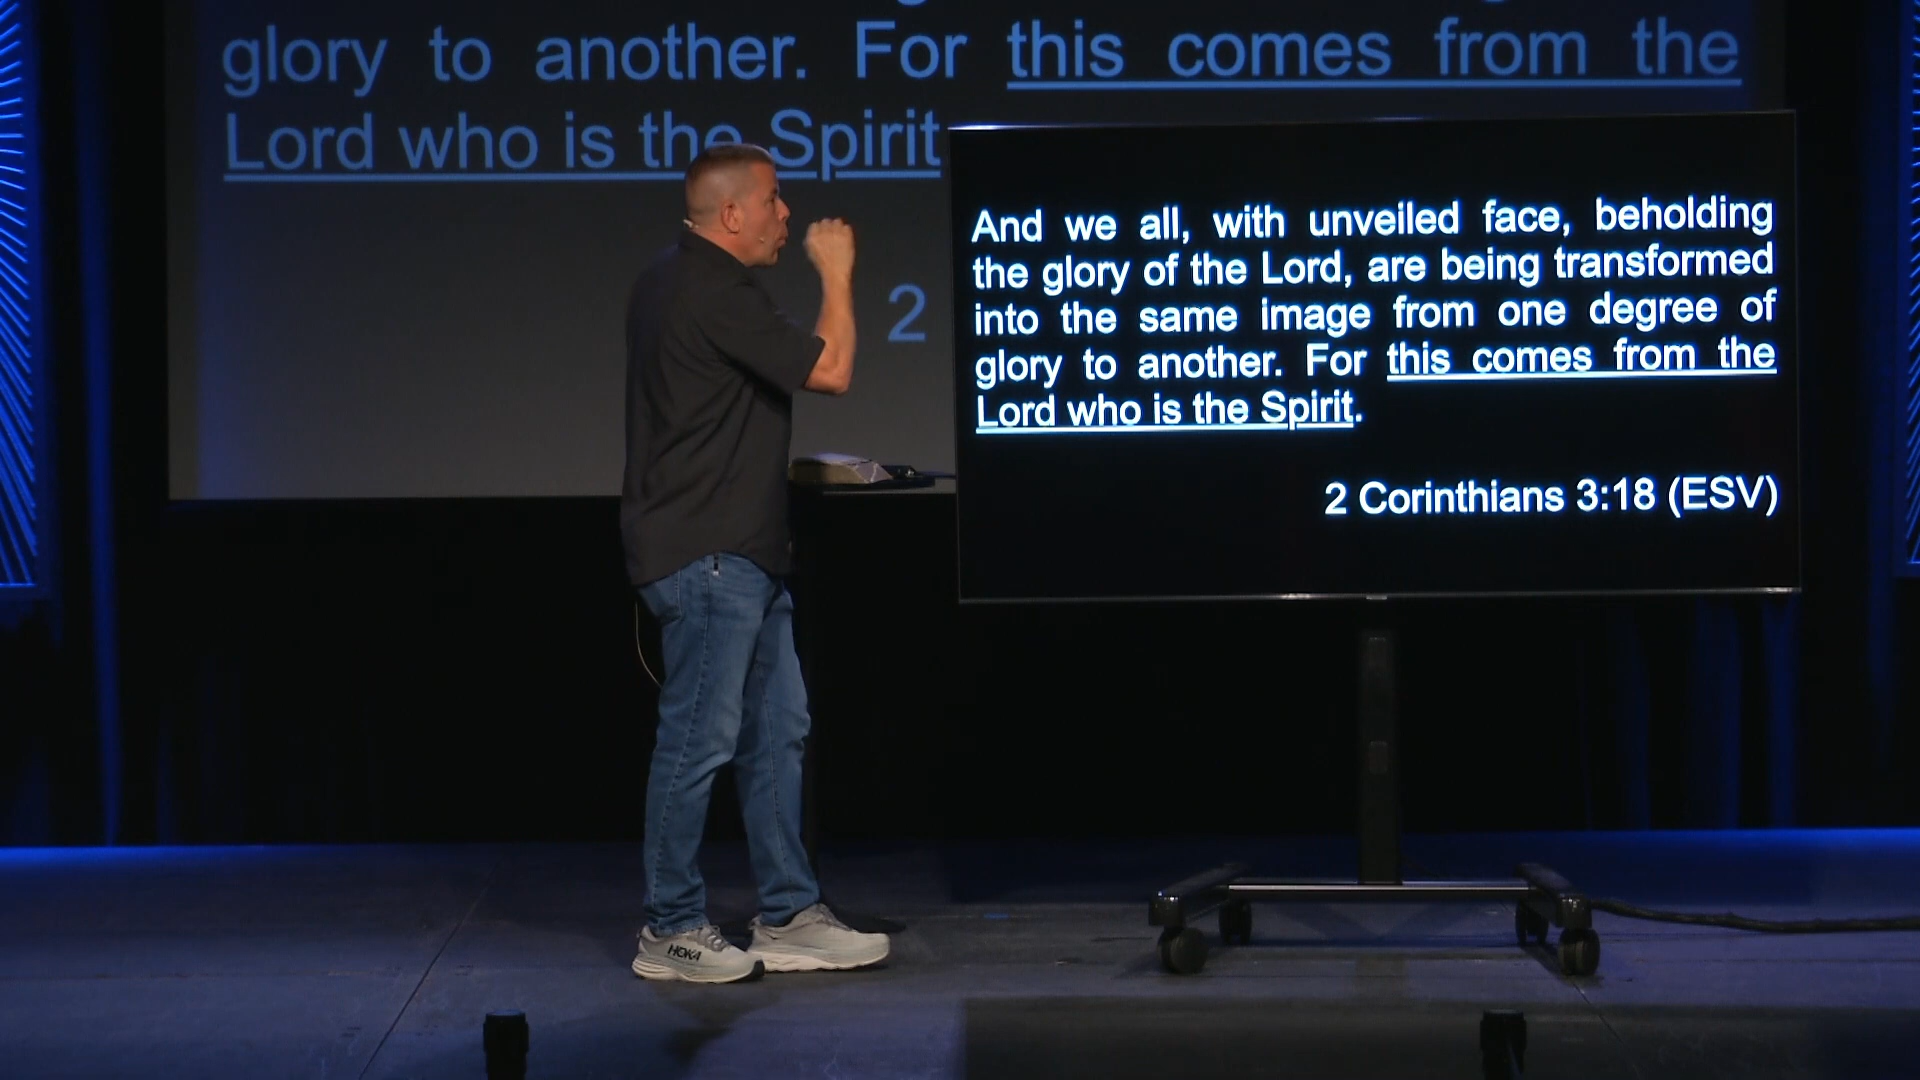 glory to another. For this comes from the
Lord who is the Spirit
2
And we all, with unveiled face, beholding
the glory of the Lord, are being transformed
into the same image from one degree of
glory to another. For this comes from the
Lord who is the Spirit.
2 Corinthians 3:18 (ESV)
HOKA